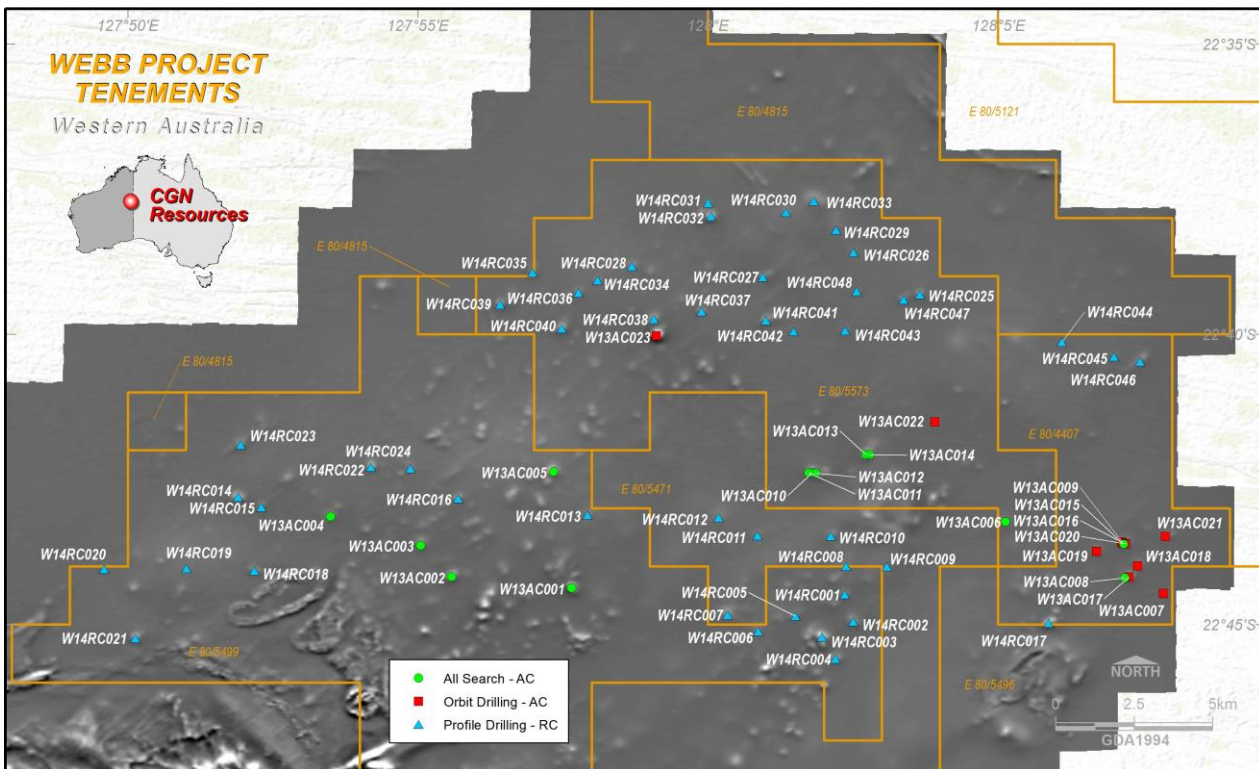 127°50'E
127°55'E
128°E
128°5'E
22°35'S
WEBB PROJECT
TENEMENTS
Western Australia
CGN
Resources
E 80/4815
E 80/5121
W14RC031
W14RC030
W14RC033
W14RC032
W14RC029
E 80/4815
W14RC026
W14RC035
W14RC028
W14RC027
W14RC048
W14RC034
W14RC036
W14RC025
W14RC039
W14RC037
W14RC047
W14RC041
W14RC044
W14RC038
W14RC040
W13AC023
W14RC042
W14RC043
22°40'S
W14RC045
W14RC046
E 80/4815
E 80/5573
W13AC022
W13AC013
W14RC023
E 80/4407
W14RC024
W13AC014
W14RC022
W13AC005
W13AC012
W13AC010
W13AC011
W13AC009
W14RC014
E 80/5471
W14RC016
W13AC015
W14RC015
W14RC013
W14RC012
W13AC006
W13AC016
W13AC004
W13AC021
W14RC011
W14RC010
W13AC020
W13AC003
W13AC019
W14RC020
W14RC019
W14RC008
W14RC009
W13AC018
W14RC018
W13AC002
W13AC008
W14RC005
W13AC001
W14RC001
W13AC017
W13AC007
W14RC007
W14RC002
22°45'S
W14RC021
W14RC006
W14RC003
W14RC017
E 80/5499
W14RC004
All Search - AC
Orbit Drilling - AC
Profile Drilling - RC
E 80/5496
NORTH
0 2.5 5km
GDA1994